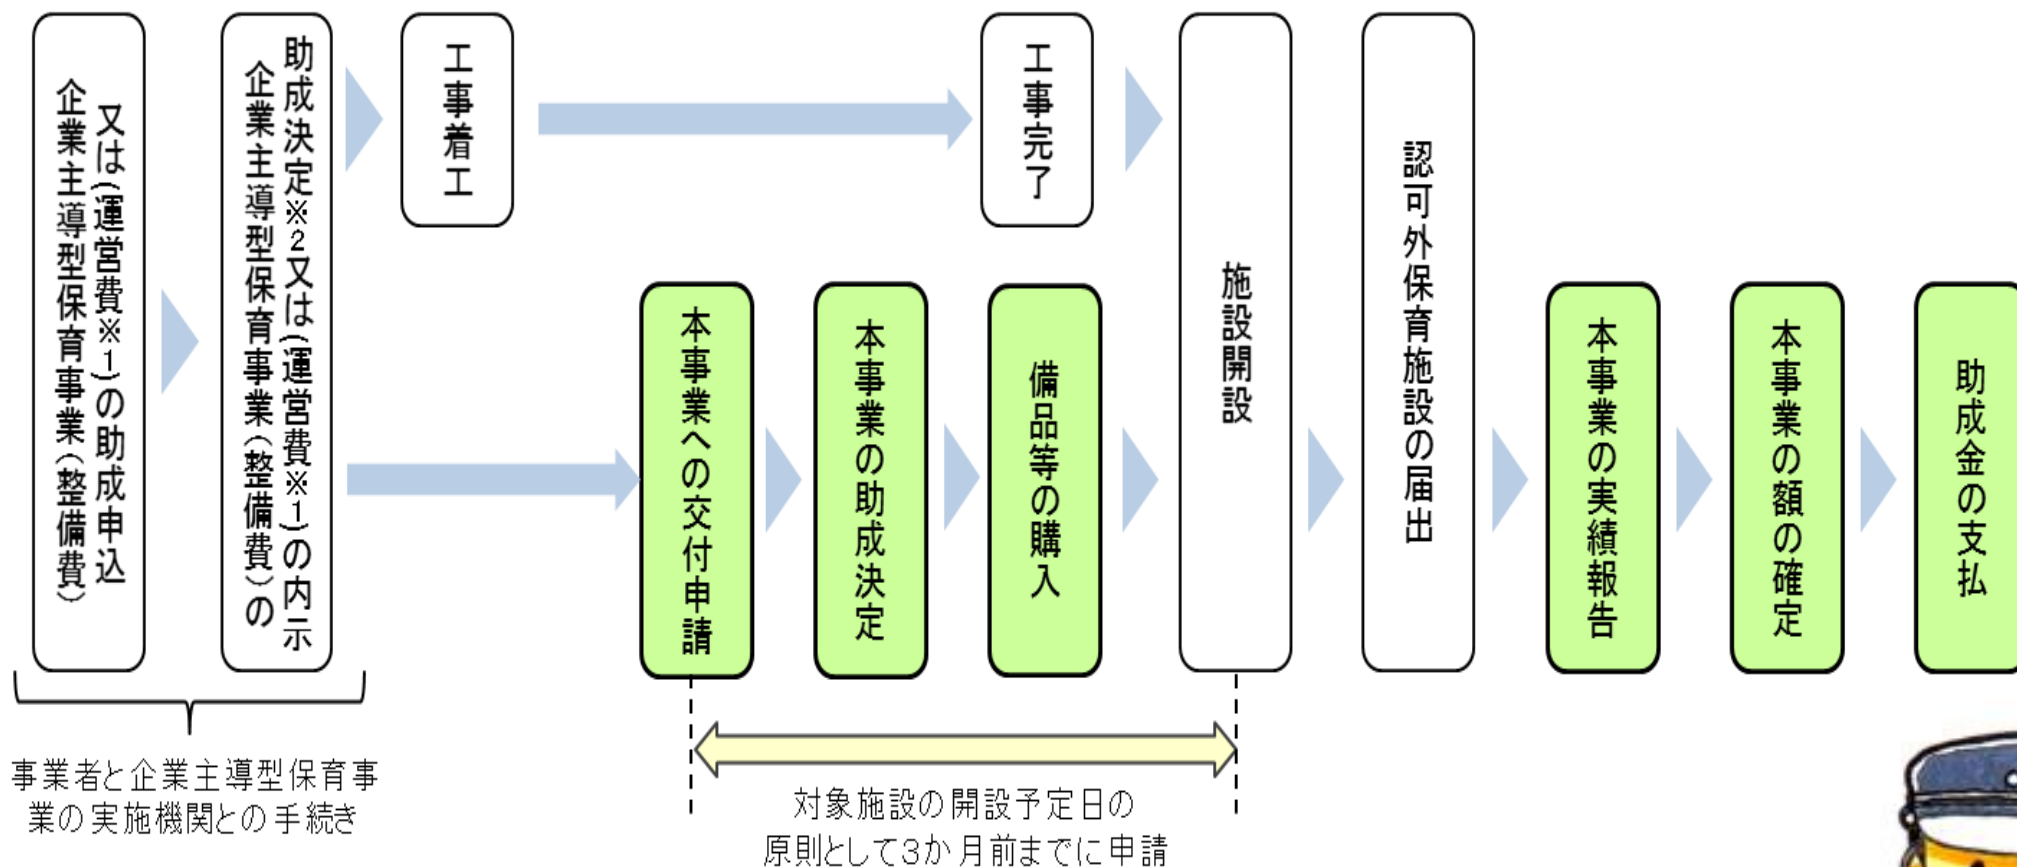 企業主導型保育事業(整備費)
又は(運営費※1)の助成申込
企業主導型保育事業(整備費)の
助成決定※2又は(運営費※1)の内示
工事着工
工事完了
本事業への交付申請
本事業の助成決定
備品等の購入
施設開設
認可外保育施設の届出
本事業の実績報告
本事業の額の確定
助成金の支払
事業者と企業主導型保育事
業の実施機関との手続き
対象施設の開設予定日の
原則として3か月前までに申請